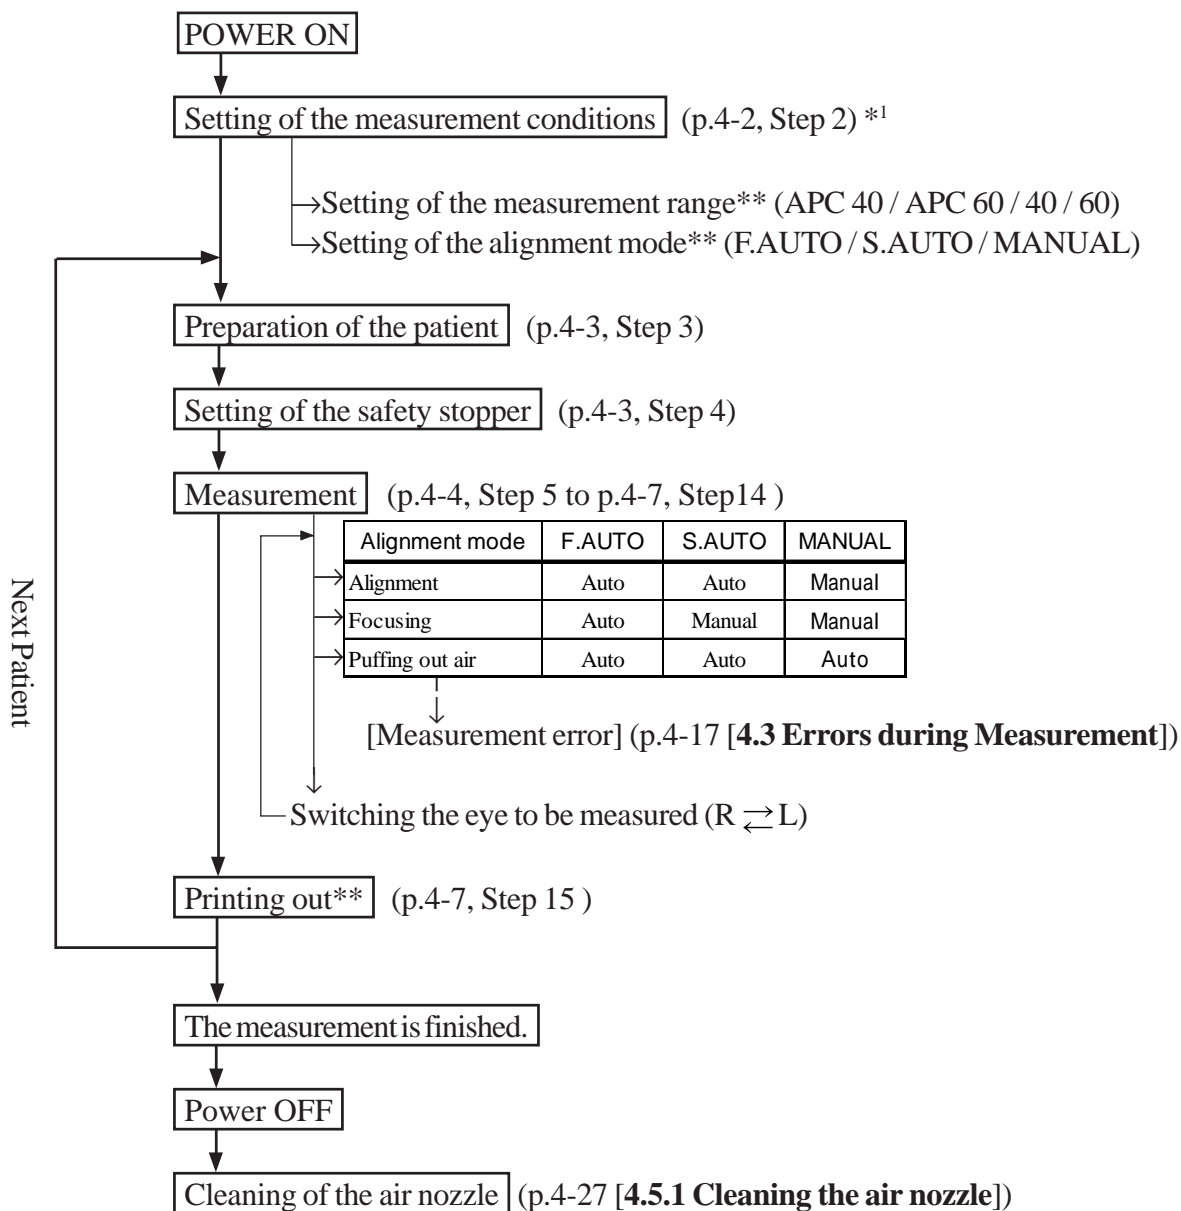 POWER ON
Setting of the measurement conditions (p.4-2, Step 2) *1
Setting of the measurement range** (APC 40 / APC 60 / 40 / 60)
Setting of the alignment mode** (F.AUTO / S.AUTO / MANUAL)
Preparation of the patient (p.4-3, Step 3)
Setting of the safety stopper (p.4-3, Step 4)
Measurement (p.4-4, Step 5 to p.4-7, Step14 )
Alignment mode F.AUTO S.AUTO MANUAL
Alignment Auto Auto Manual
Focusing Auto Manual Manual
Puffing out air Auto Auto Auto
[Measurement error] (p.4-17 [4.3 Errors during Measurement])
Switching the eye to be measured (R ⇄ L)
Next Patient
Printing out** (p.4-7, Step 15 )
The measurement is finished.
Power OFF
Cleaning of the air nozzle (p.4-27 [4.5.1 Cleaning the air nozzle])